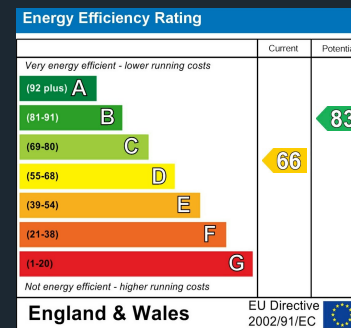 Energy Efficiency Rating
Current Potentia
Very energy efficient - lower running costs
(92 plus) A
(81-91) B
83
(69-80) C
66
(55-68) D
(39-54) E
(21-38) F
(1-20) G
Not energy efficient - higher running costs
England & Wales
EU Directive
2002/91/EC